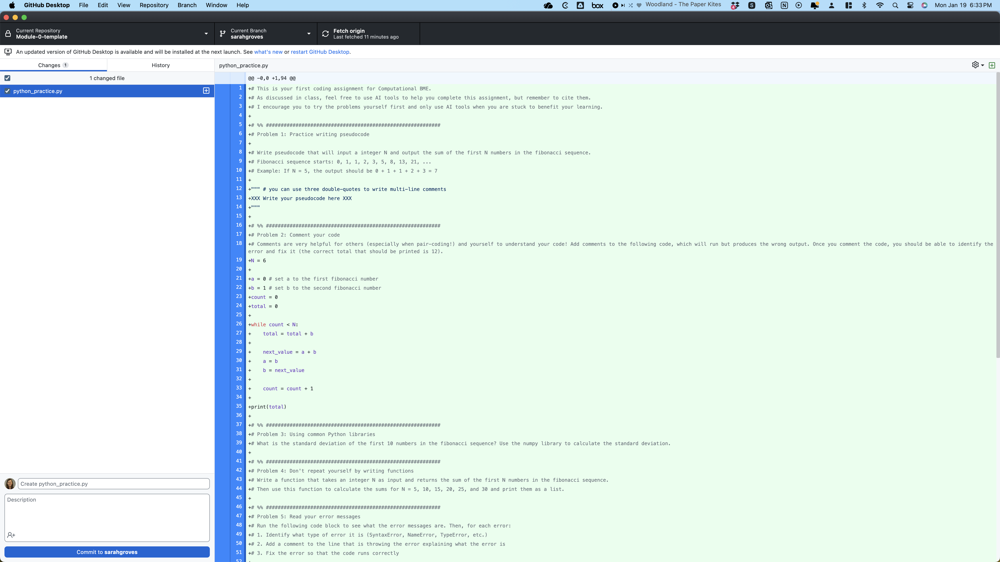 GitHub Desktop File Edit View Repository Branch Window Help
box Woodland - The Paper Kites 4 S N Mon Jan 19 6:33 PM
Current Repository
Module-0-template
Current Branch
sarahgroves
Fetch origin
Last fetched 11 minutes ago
An updated version of GitHub Desktop is available and will be installed at the next launch. See what's new or restart GitHub Desktop.
Changes 1
History
python_practice.py
1 changed file
python_practice.py
@@ -0,0 +1,94 @@
1 +# This is your first coding assignment for Computational BME.
2 +# As discussed in class, feel free to use AI tools to help you complete this assignment, but remember to cite them.
3 +# I encourage you to try the problems yourself first and only use AI tools when you are stuck to benefit your learning.
4 +
5 +# %% ###########################################################
6 +# Problem 1: Practice writing pseudocode
7 +
8 +# Write pseudocode that will input a integer N and output the sum of the first N numbers in the fibonacci sequence.
9 +# Fibonacci sequence starts: 0, 1, 1, 2, 3, 5, 8, 13, 21, ...
10 +# Example: If N = 5, the output should be 0 + 1 + 1 + 2 + 3 = 7
11 +
12 +""" # you can use three double-quotes to write multi-line comments
13 +XXX Write your pseudocode here XXX
14 +"""
15 +
16 +# %% ###########################################################
17 +# Problem 2: Comment your code
18 +# Comments are very helpful for others (especially when pair-coding!) and yourself to understand your code! Add comments to the following code, which will run but produces the wrong output. Once you comment the code, you should be able to identify the
error and fix it (the correct total that should be printed is 12).
19 +N = 6
20 +
21 +a = 0 # set a to the first fibonacci number
22 +b = 1 # set b to the second fibonacci number
23 +count = 0
24 +total = 0
25 +
26 +while count < N:
27 +    total = total + b
28 +
29 +    next_value = a + b
30 +    a = b
31 +    b = next_value
32 +
33 +    count = count + 1
34 +
35 +print(total)
36 +
37 +# %% ###########################################################
38 +# Problem 3: Using common Python libraries
39 +# What is the standard deviation of the first 10 numbers in the fibonacci sequence? Use the numpy library to calculate the standard deviation.
40 +
41 +# %% ###########################################################
42 +# Problem 4: Don't repeat yourself by writing functions
43 +# Write a function that takes an integer N as input and returns the sum of the first N numbers in the fibonacci sequence.
44 +# Then use this function to calculate the sums for N = 5, 10, 15, 20, 25, and 30 and print them as a list.
45 +
46 +# %% ###########################################################
47 +# Problem 5: Read your error messages
48 +# Run the following code block to see what the error messages are. Then, for each error:
49 +# 1. Identify what type of error it is (SyntaxError, NameError, TypeError, etc.)
50 +# 2. Add a comment to the line that is throwing the error explaining what the error is
51 +# 3. Fix the error so that the code runs correctly
52
Create python_practice.py
Description
Commit to sarahgroves